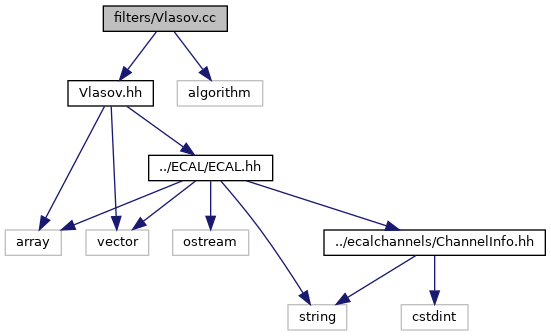 filters/Vlasov.cc
Vlasov.hh
algorithm
../ECAL/ECAL.hh
array
vector
ostream
../ecalchannels/ChannelInfo.hh
string
cstdint